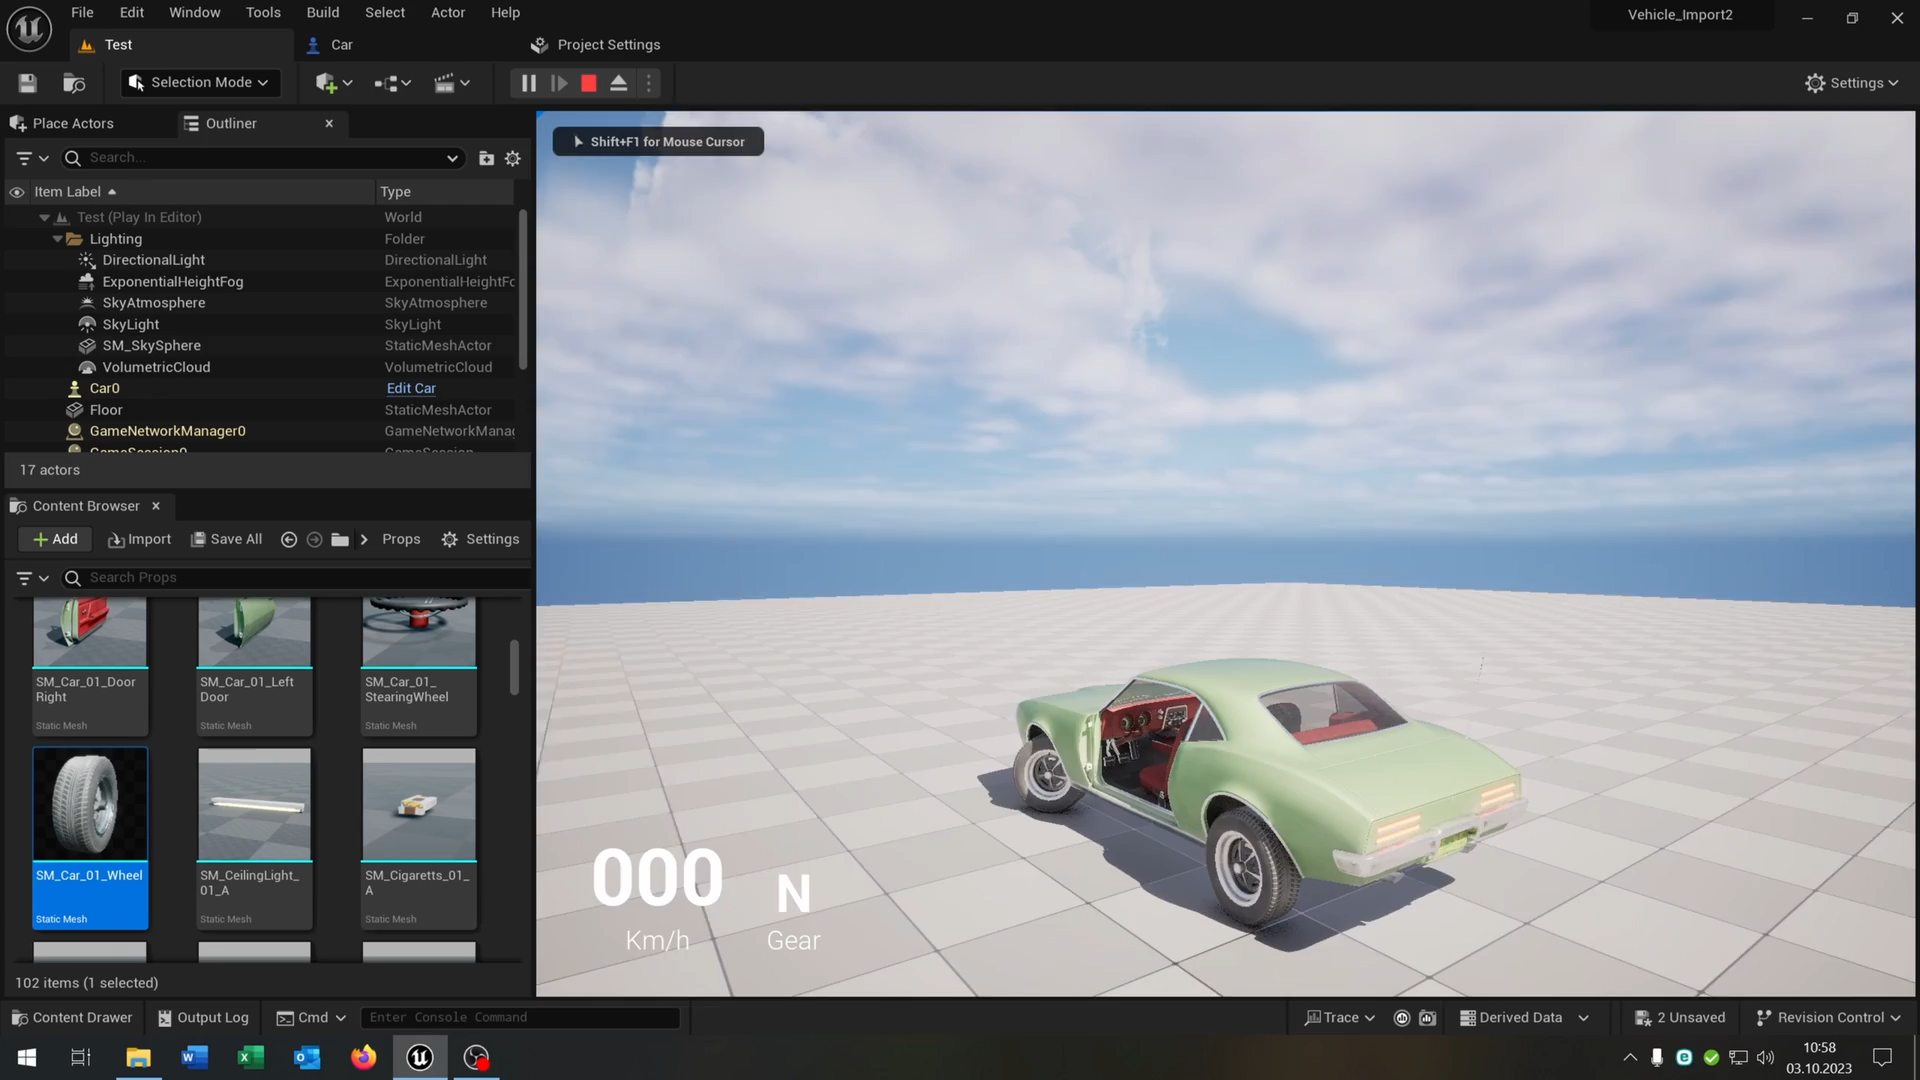 File Edit Window Tools Build Select Actor Help
Vehicle_Import2
Test
Car
Project Settings
Selection Mode
Settings
Place Actors
Outliner
Shift+F1 for Mouse Cursor
Search...
Item Label
Type
Test (Play In Editor) World
Lighting Folder
DirectionalLight DirectionalLight
ExponentialHeightFog ExponentialHeightFo
SkyAtmosphere SkyAtmosphere
SkyLight SkyLight
SM_SkySphere StaticMeshActor
VolumetricCloud VolumetricCloud
Car0 Edit Car
Floor StaticMeshActor
GameNetworkManager0 GameNetworkManag
GameSession0 GameSession
17 actors
Content Browser
Add Import Save All Props Settings
Search Props
SM_Car_01_Door
Right
Static Mesh
SM_Car_01_Left
Door
Static Mesh
SM_Car_01_
StearingWheel
Static Mesh
SM_Car_01_Wheel
Static Mesh
SM_CeilingLight_
01_A
Static Mesh
SM_Cigaretts_01_
A
Static Mesh
102 items (1 selected)
000
Km/h
N
Gear
Content Drawer Output Log Cmd Enter Console Command
Trace Derived Data 2 Unsaved Revision Control
10:58
03.10.2023